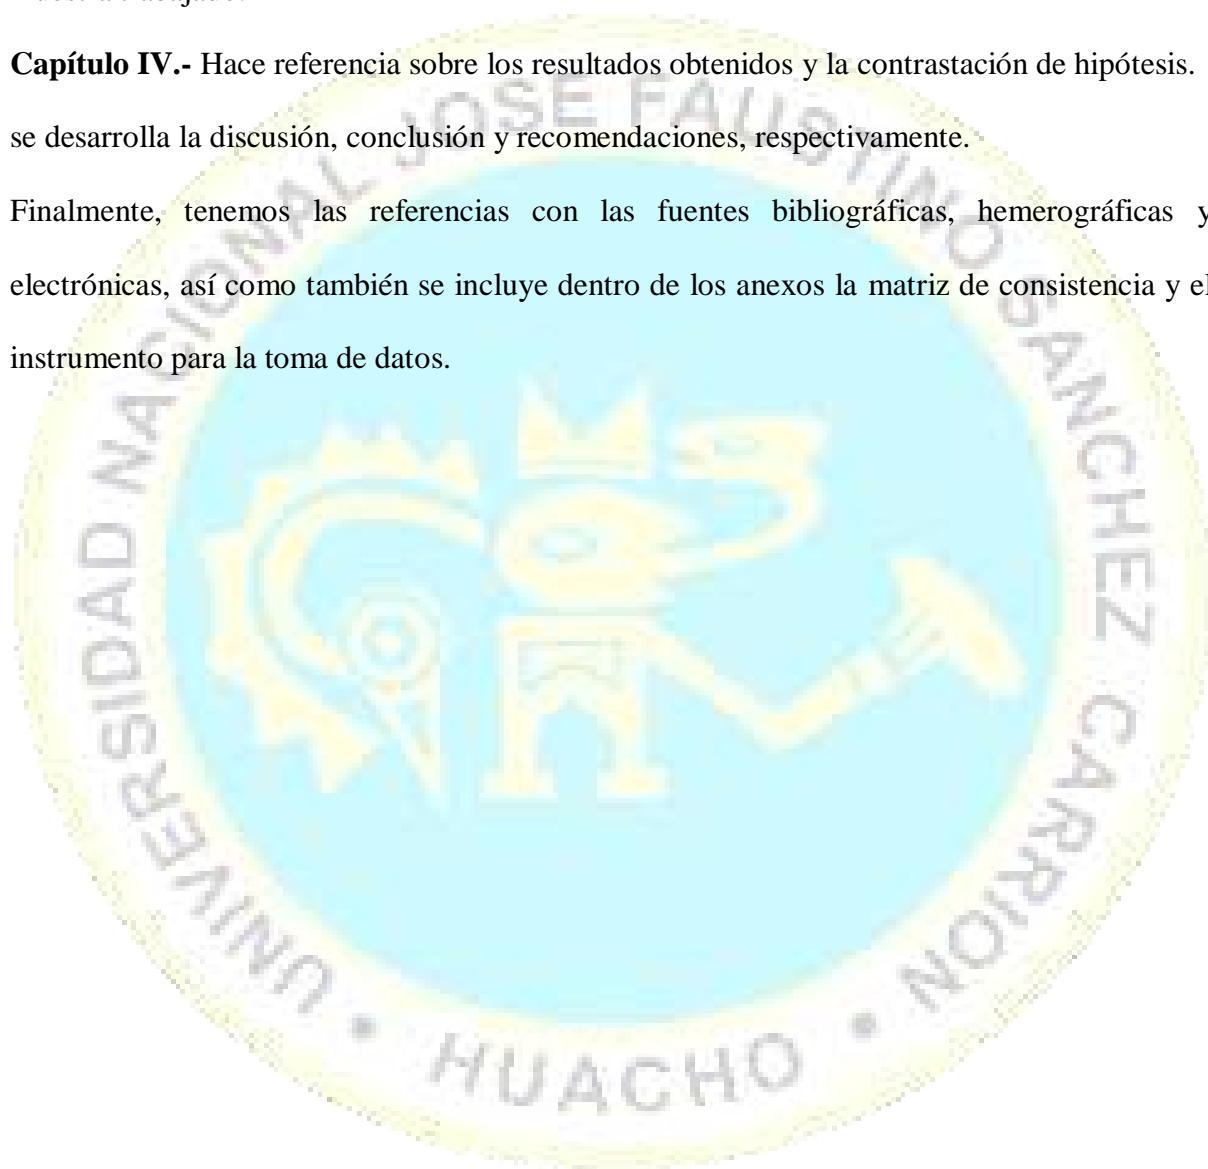 Capítulo IV.- Hace referencia sobre los resultados obtenidos y la contrastación de hipótesis.
se desarrolla la discusión, conclusión y recomendaciones, respectivamente.
Finalmente, tenemos las referencias con las fuentes bibliográficas, hemerográficas y
electrónicas, así como también se incluye dentro de los anexos la matriz de consistencia y el
instrumento para la toma de datos.
UNIVERSIDAD NACIONAL JOSE FAUSTINO SANCHEZ CARRION
• HUACHO •